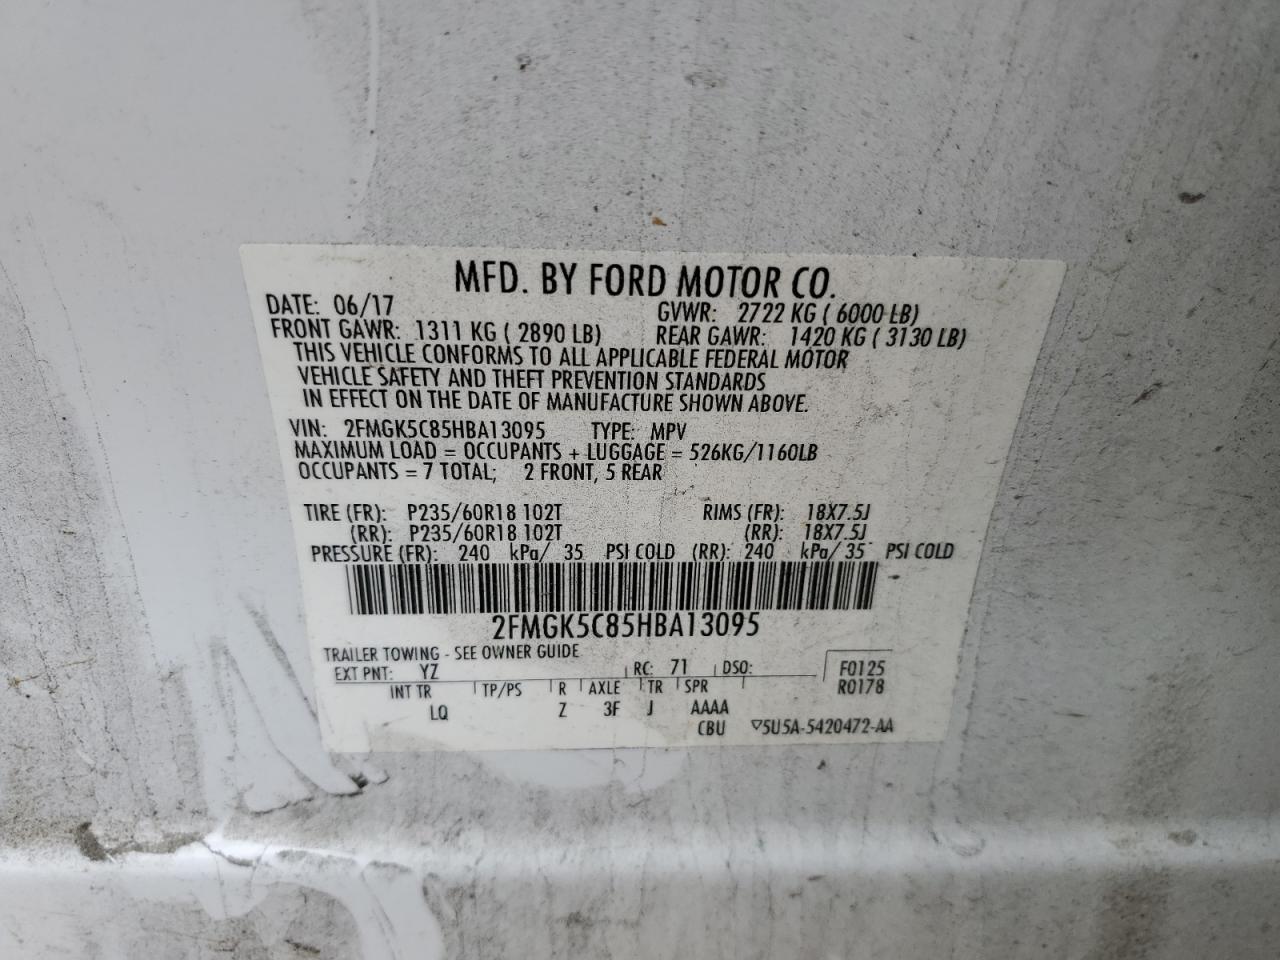 MFD. BY FORD MOTOR CO.
DATE: 06/17 GVWR: 2722 KG ( 6000 LB)
FRONT GAWR: 1311 KG ( 2890 LB) REAR GAWR: 1420 KG ( 3130 LB)
THIS VEHICLE CONFORMS TO ALL APPLICABLE FEDERAL MOTOR
VEHICLE SAFETY AND THEFT PREVENTION STANDARDS
IN EFFECT ON THE DATE OF MANUFACTURE SHOWN ABOVE.
VIN: 2FMGK5C85HBA13095 TYPE: MPV
MAXIMUM LOAD = OCCUPANTS + LUGGAGE = 526KG/1160LB
OCCUPANTS = 7 TOTAL; 2 FRONT, 5 REAR
TIRE (FR): P235/60R18 102T RIMS (FR): 18X7.5J
(RR): P235/60R18 102T (RR): 18X7.5J
PRESSURE (FR): 240 kPa/ 35 PSI COLD (RR): 240 kPa/ 35 PSI COLD
2FMGK5C85HBA13095
TRAILER TOWING - SEE OWNER GUIDE
EXT PNT: YZ RC: 71 DSO: F0125
INT TR TP/PS R AXLE TR SPR R0178
LQ Z 3F J AAAA
CBU ▽5U5A-5420472-AA